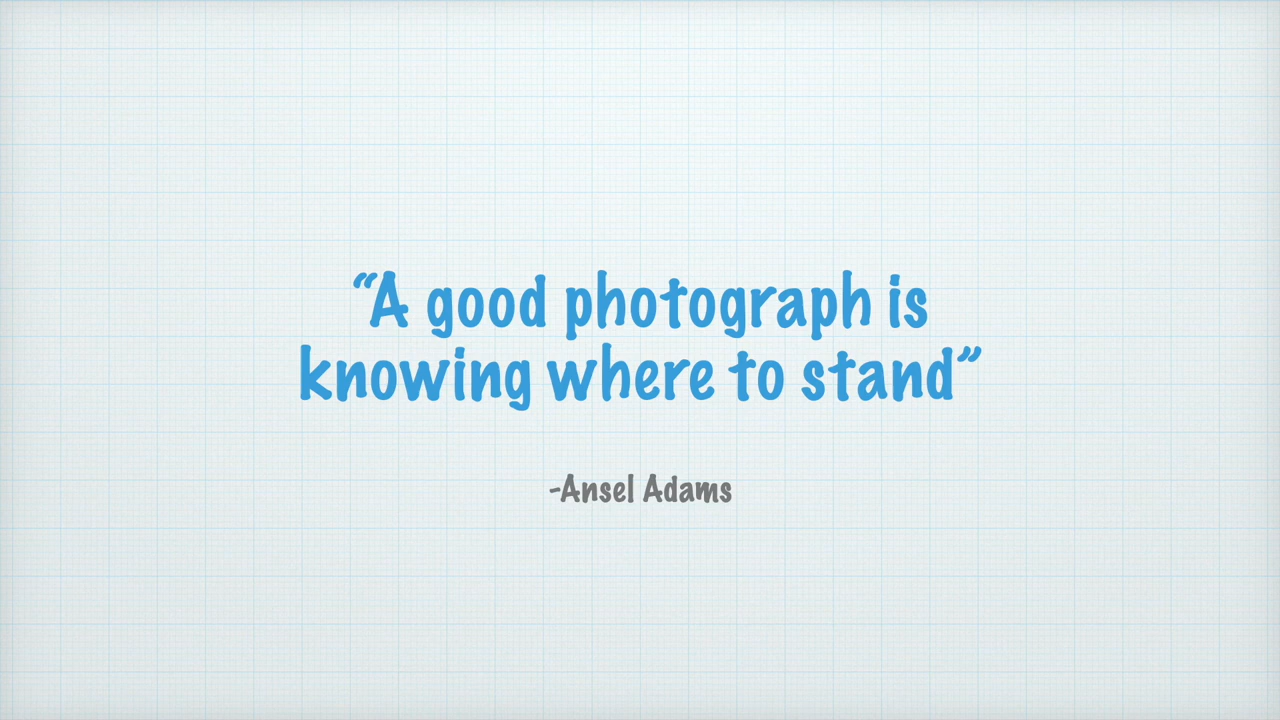 “A good photograph is
knowing where to stand”
-Ansel Adams